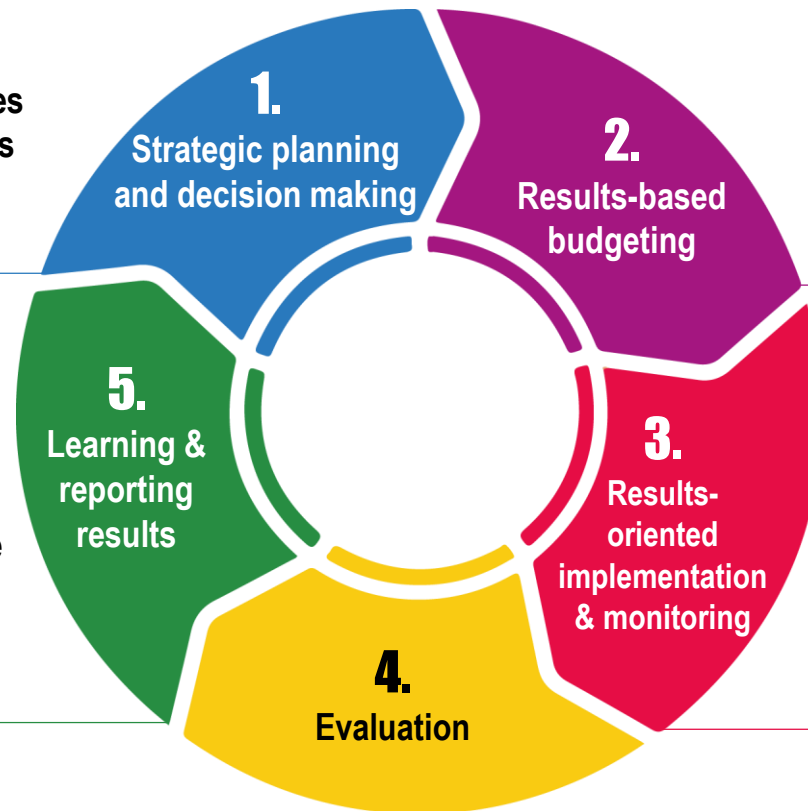 1.
Strategic planning
and decision making
2.
Results-based
budgeting
3.
Results-
oriented
implementation
& monitoring
4.
Evaluation
5.
Learning &
reporting
results